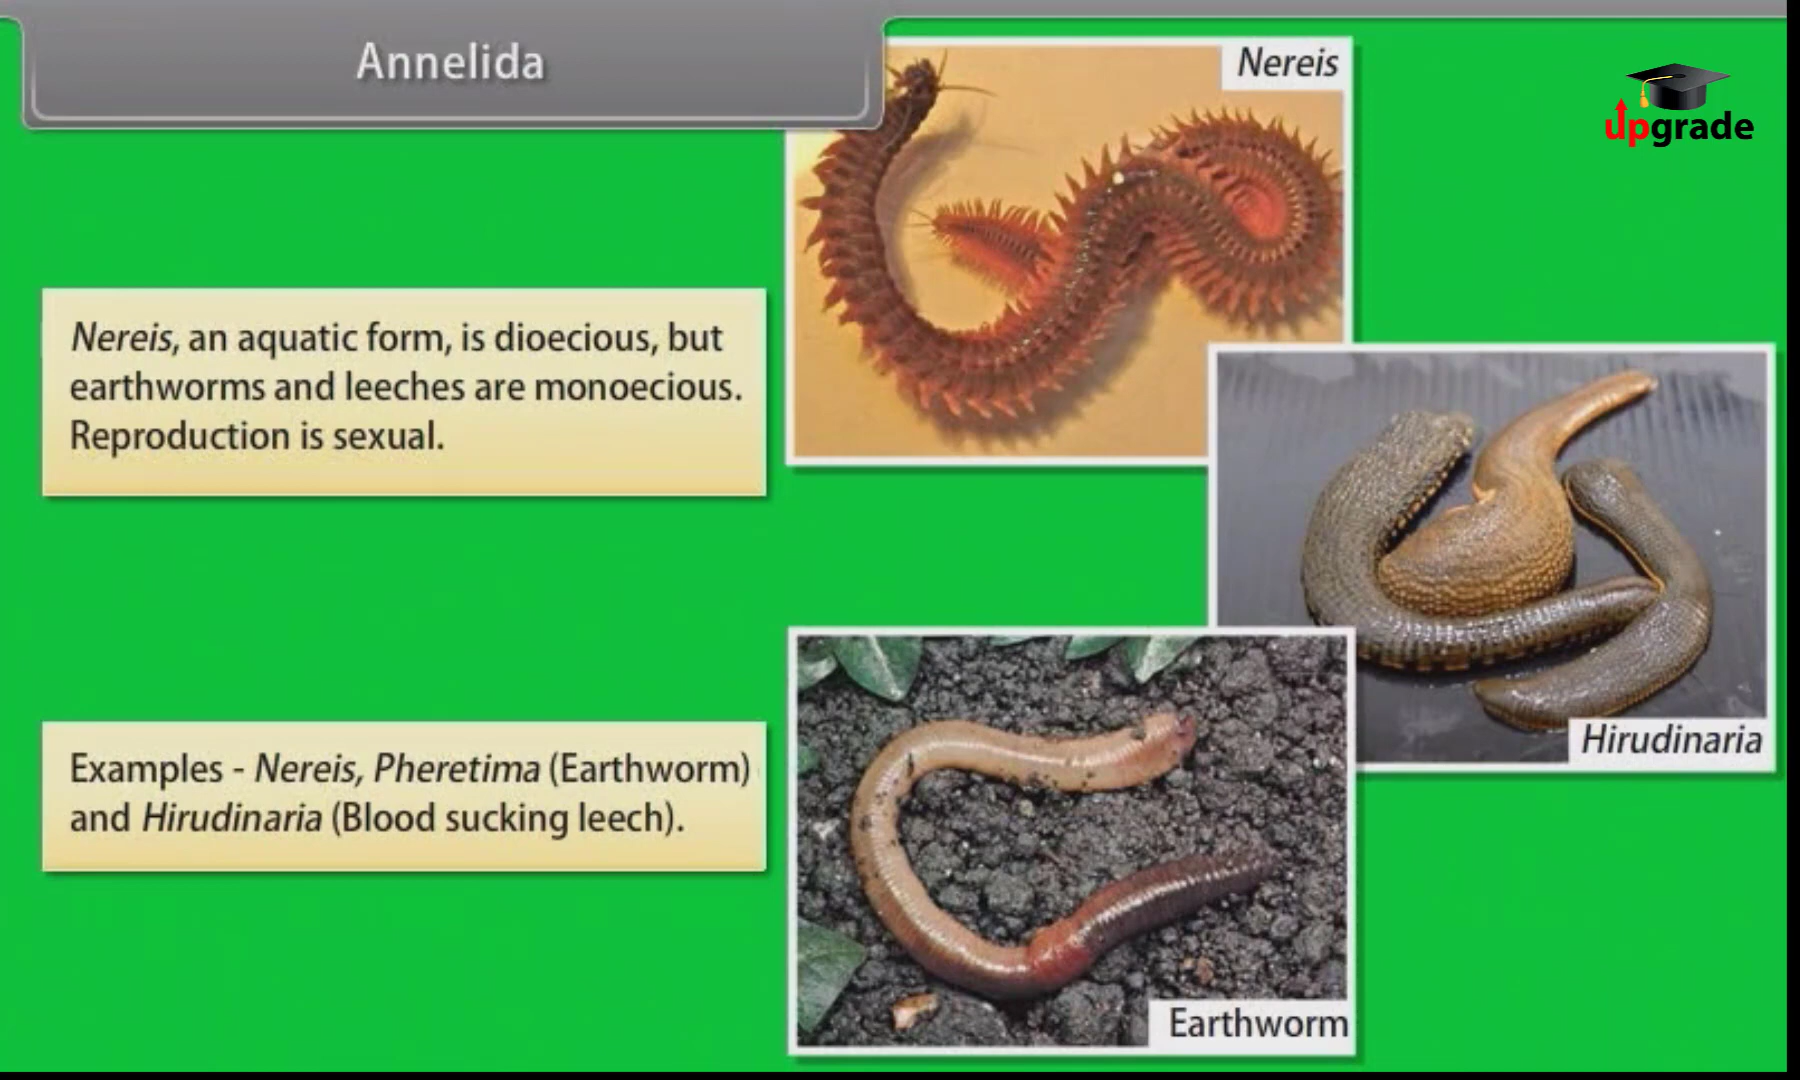 Annelida
Nereis
upgrade
Nereis, an aquatic form, is dioecious, but
earthworms and leeches are monoecious.
Reproduction is sexual.
Hirudinaria
Examples - Nereis, Pheretima (Earthworm)
and Hirudinaria (Blood sucking leech).
Earthworm